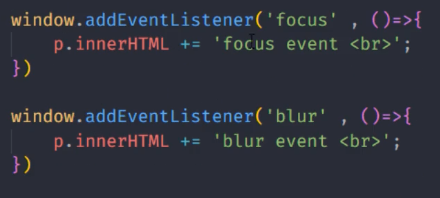 window.addEventListener('focus' , ()=>{
p.innerHTML += 'focus event <br>';
})
window.addEventListener('blur' , ()=>{
p.innerHTML += 'blur event <br>';
})